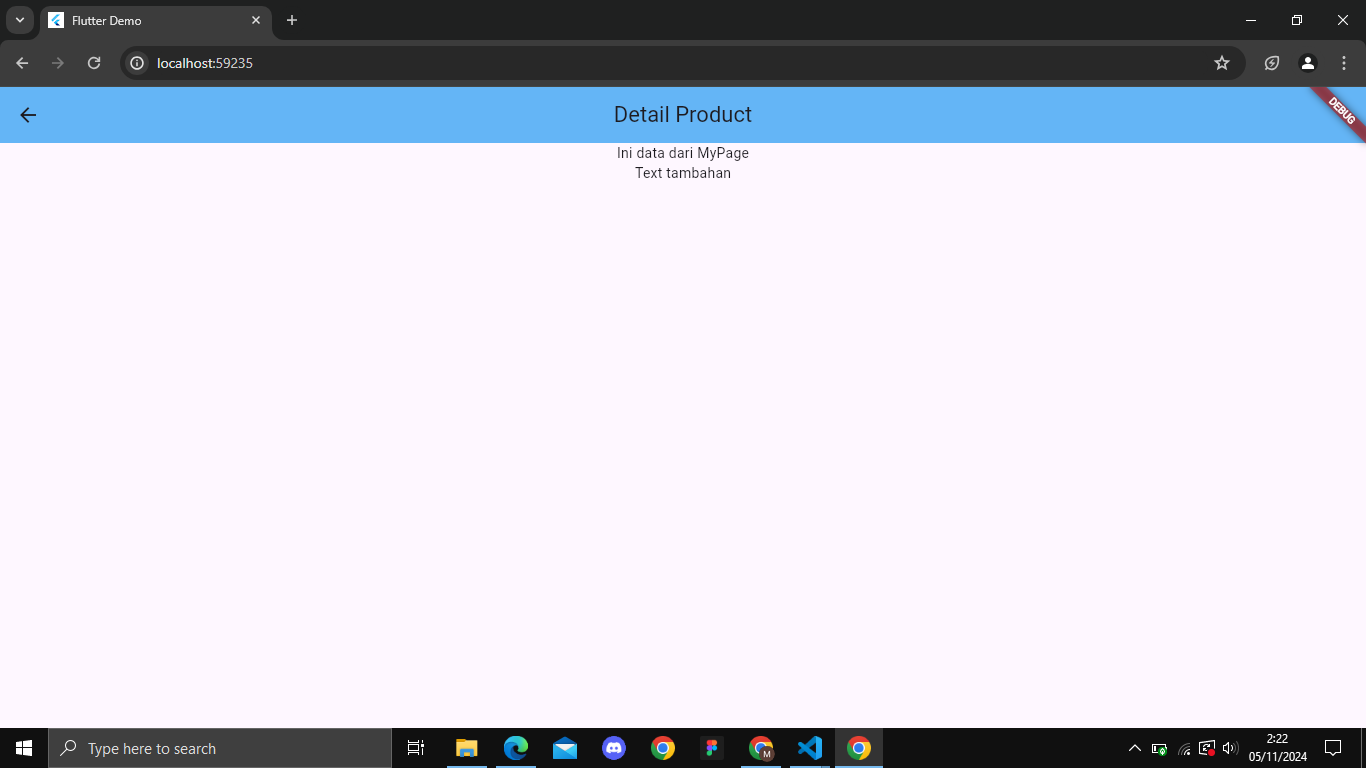 Flutter Demo
localhost:59235
Detail Product
DEBUG
Ini data dari MyPage
Text tambahan
Type here to search
M
2:22
05/11/2024